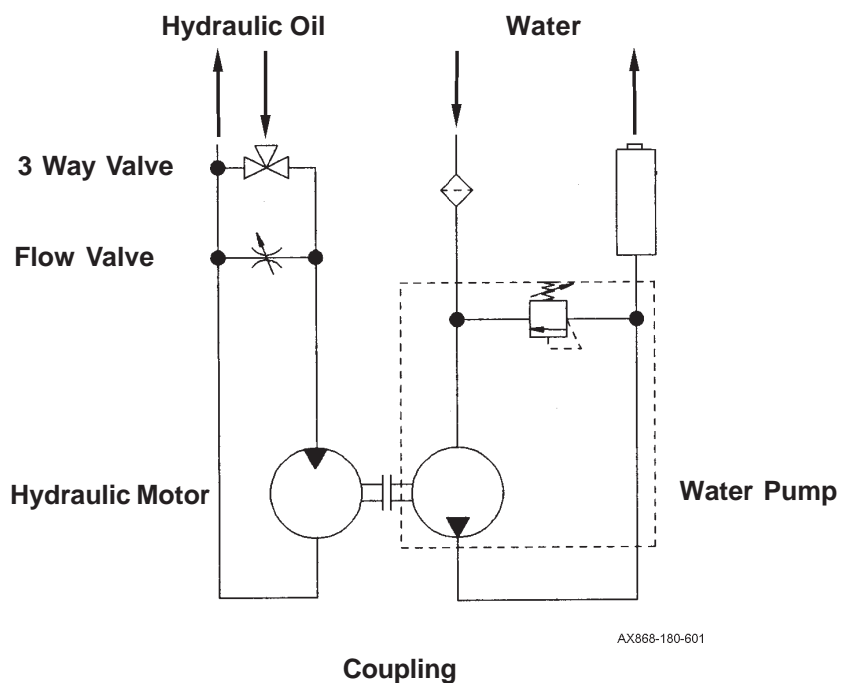 Hydraulic Oil
Water
3 Way Valve
Flow Valve
Hydraulic Motor
Water Pump
AX868-180-601
Coupling